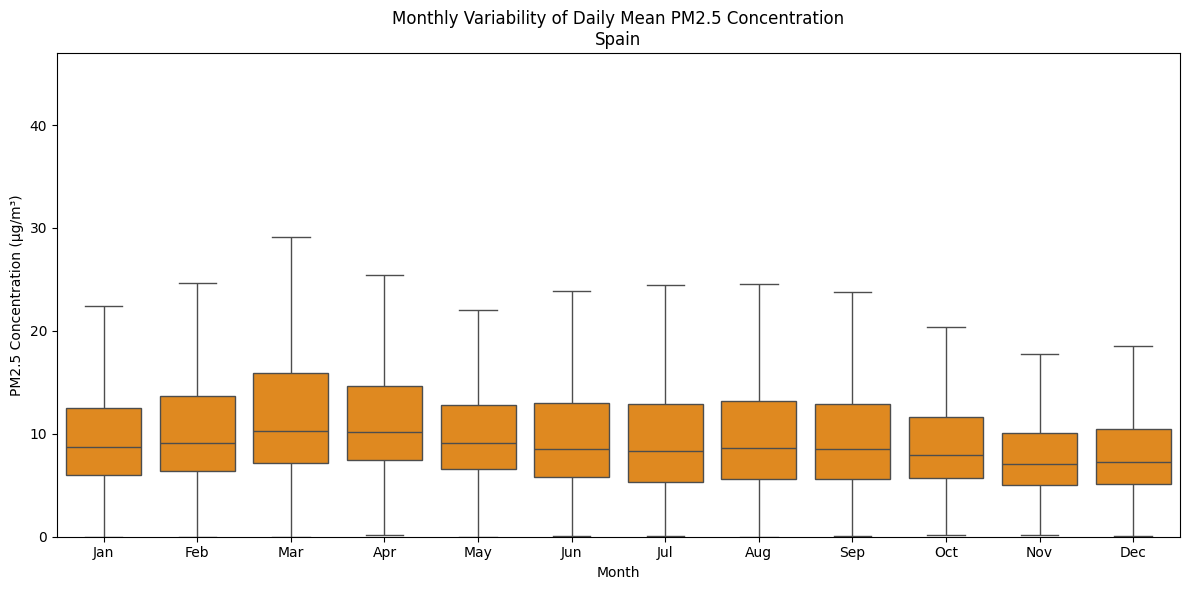 Monthly Variability of Daily Mean PM2.5 Concentration
Spain
PM2.5 Concentration (µg/m³)
40
30
20
10
0
Jan Feb Mar Apr May Jun Jul Aug Sep Oct Nov Dec
Month